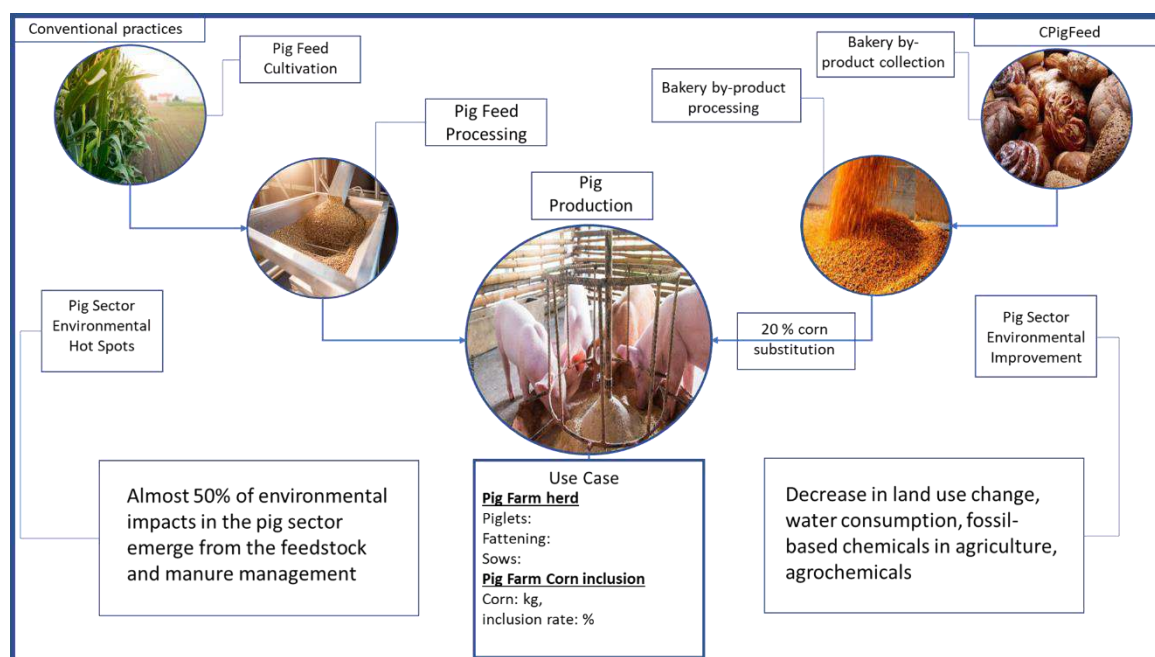 Conventional practices
Pig Feed
Cultivation
Pig Feed
Processing
Pig
Production
Bakery by-product
processing
Bakery by-
product collection
CPigFeed
Pig Sector
Environmental
Hot Spots
20 % corn
substitution
Pig Sector
Environmental
Improvement
Almost 50% of environmental
impacts in the pig sector
emerge from the feedstock
and manure management
Use Case
Pig Farm herd
Piglets:
Fattening:
Sows:
Pig Farm Corn inclusion
Corn: kg,
inclusion rate: %
Decrease in land use change,
water consumption, fossil-
based chemicals in agriculture,
agrochemicals